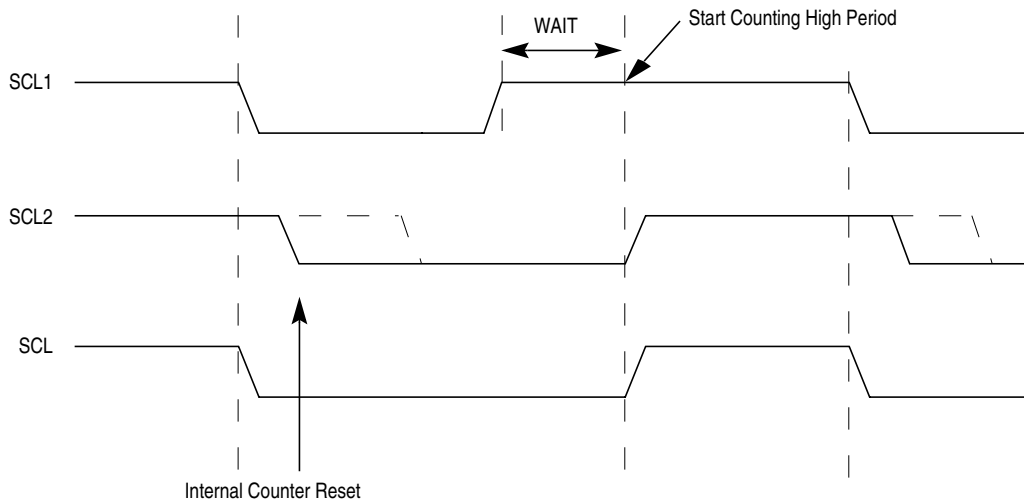 Start Counting High Period
WAIT
SCL1
SCL2
SCL
Internal Counter Reset